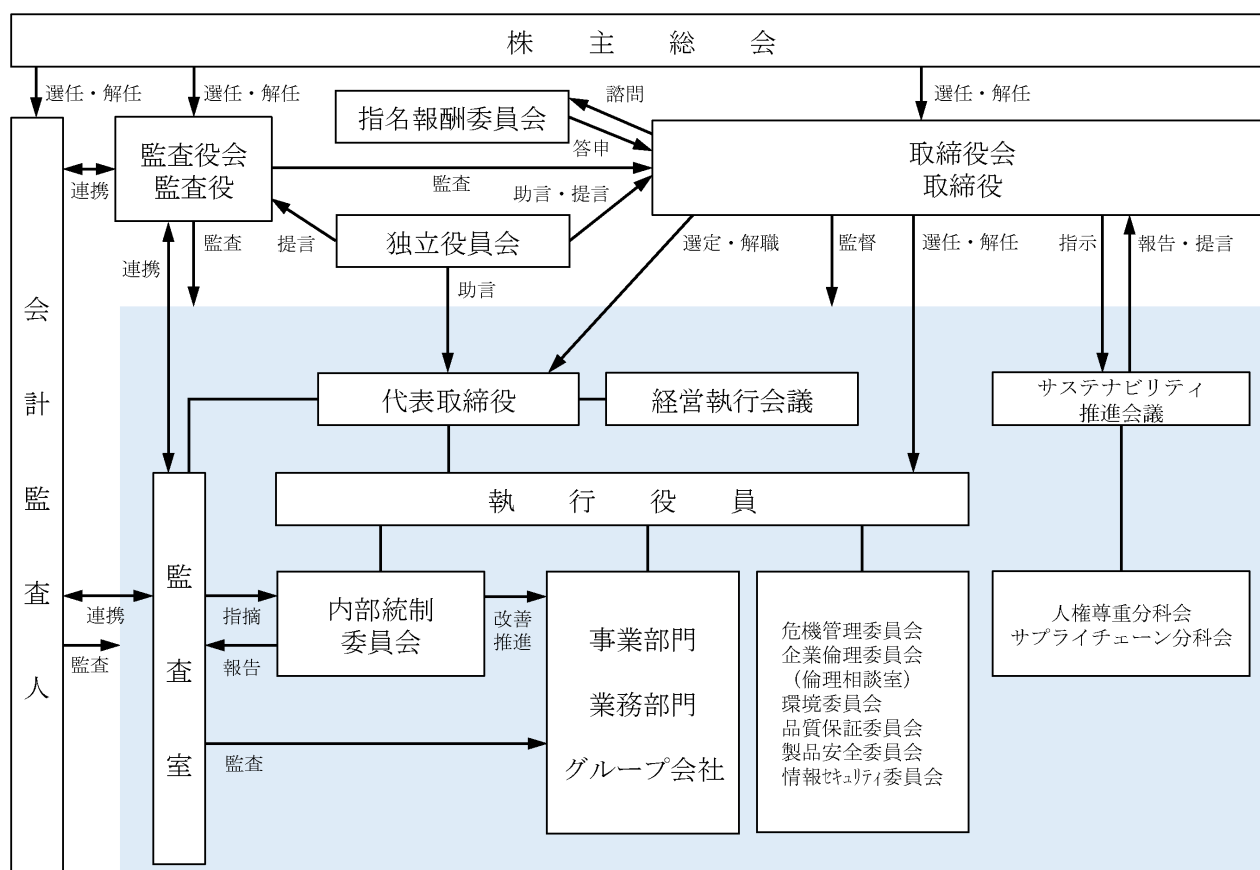 株主総会
選任・解任
選任・解任
選任・解任
指名報酬委員会
諮問
答申
監査役会
監査役
連携
監査
取締役会
取締役
助言・提言
独立役員会
提言
監査
連携
助言
選定・解職
監督
選任・解任
指示
報告・提言
会計監査人
代表取締役
経営執行会議
サステナビリティ
推進会議
執行役員
監査室
連携
監査
指摘
報告
内部統制
委員会
改善
推進
監査
事業部門
業務部門
グループ会社
危機管理委員会
企業倫理委員会
(倫理相談室)
環境委員会
品質保証委員会
製品安全委員会
情報ｾｷｭﾘﾃｨ委員会
人権尊重分科会
サプライチェーン分科会